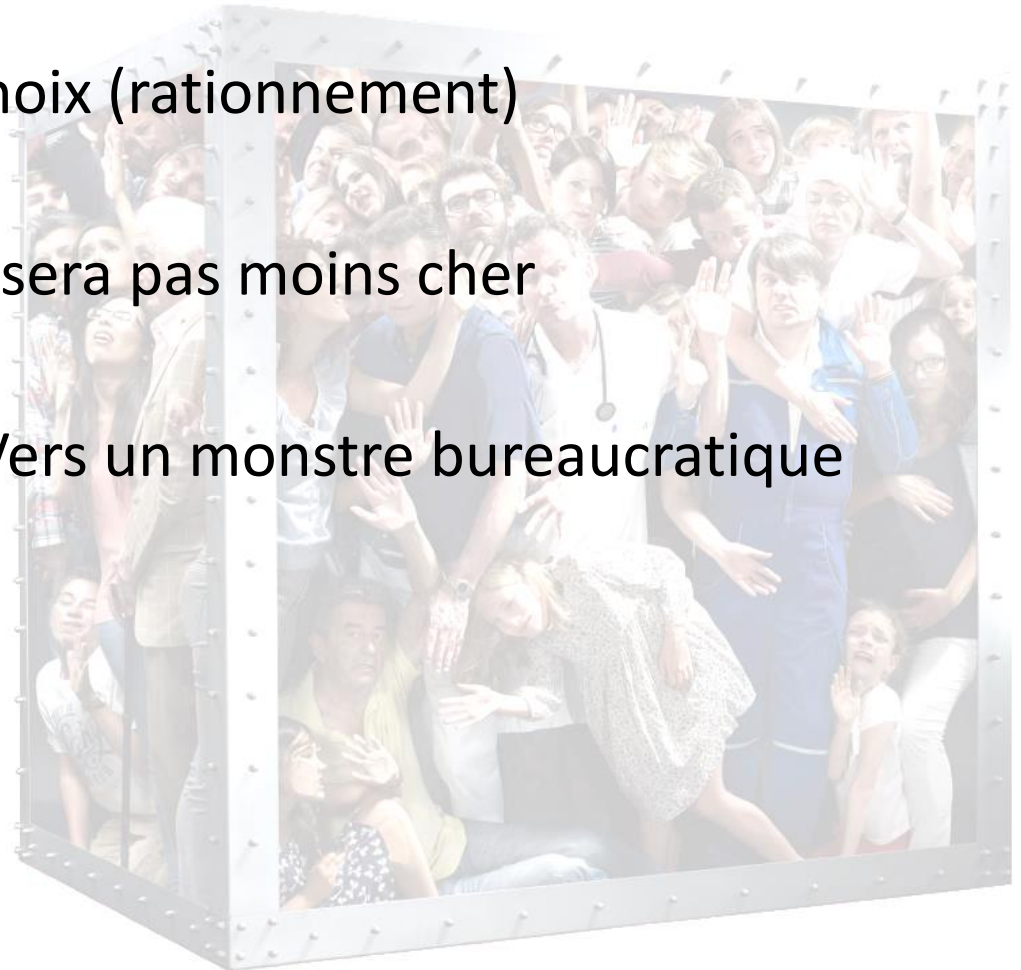 hoix (rationnement)
sera pas moins cher
Vers un monstre bureaucratique